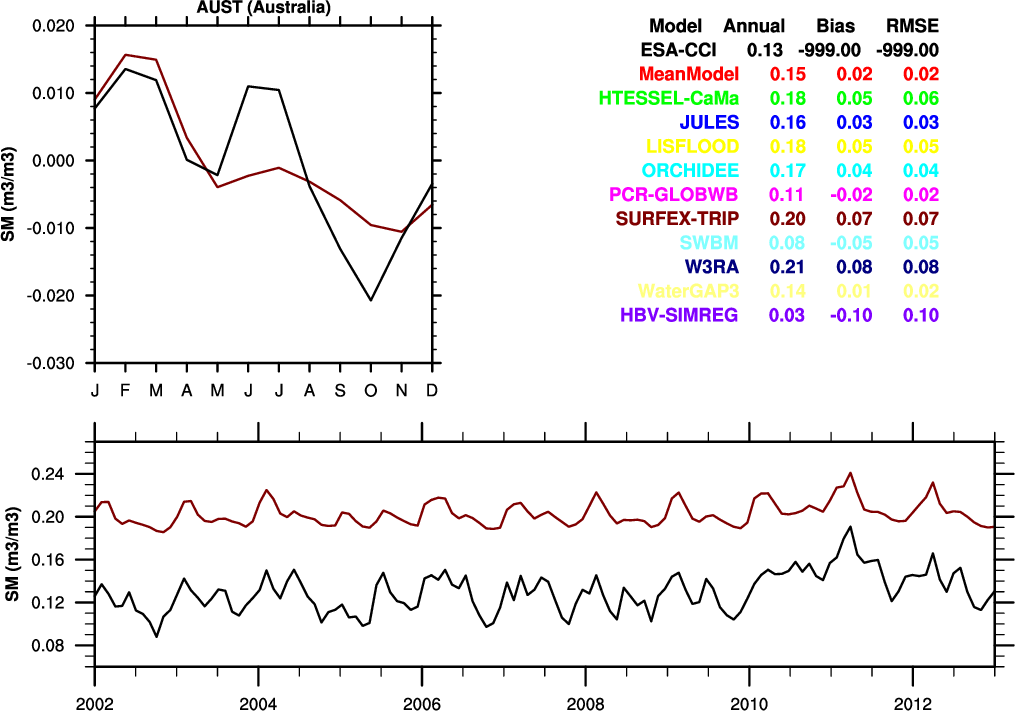 AUST (Australia)
0.020
0.010
0.000
-0.010
-0.020
-0.030
SM (m3/m3)
J F M A M J J A S O N D
Model Annual Bias RMSE
ESA-CCI 0.13 -999.00 -999.00
MeanModel 0.15 0.02 0.02
HTESSEL-CaMa 0.18 0.05 0.06
JULES 0.16 0.03 0.03
LISFLOOD 0.18 0.05 0.05
ORCHIDEE 0.17 0.04 0.04
PCR-GLOBWB 0.11 -0.02 0.02
SURFEX-TRIP 0.20 0.07 0.07
SWBM 0.08 -0.05 0.05
W3RA 0.21 0.08 0.08
WaterGAP3 0.14 0.01 0.02
HBV-SIMREG 0.03 -0.10 0.10
0.24
0.20
0.16
0.12
0.08
SM (m3/m3)
2002 2004 2006 2008 2010 2012